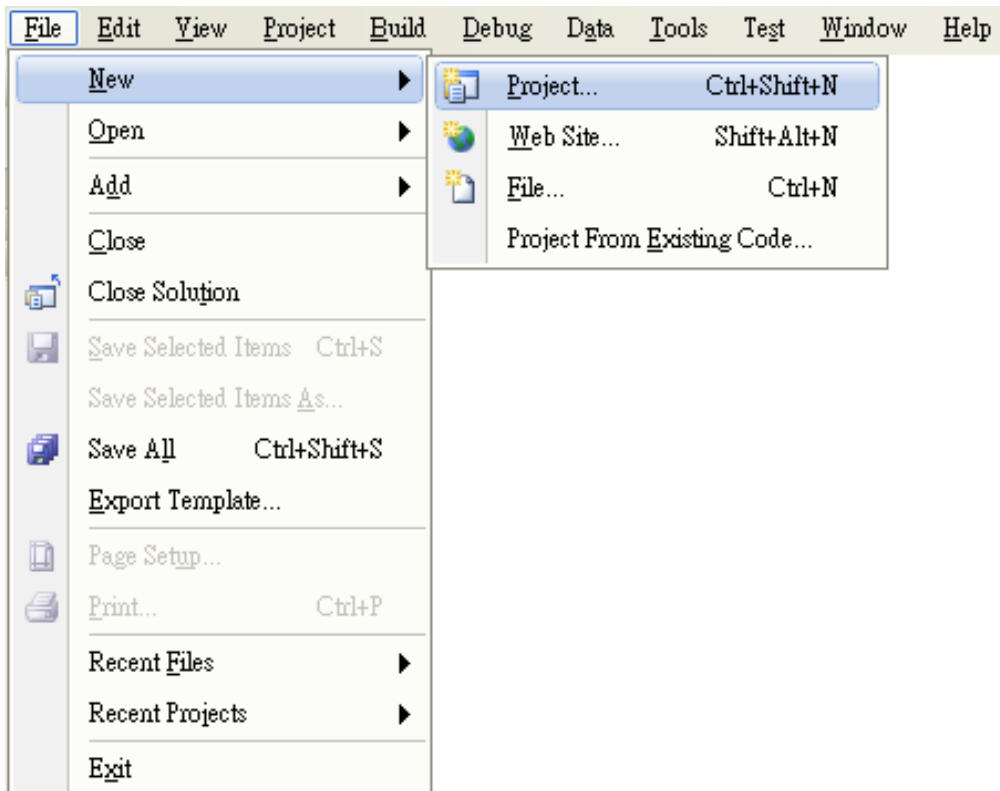 File Edit View Project Build Debug Data Tools Test Window Help
New
Project... Ctrl+Shift+N
Open
Web Site... Shift+Alt+N
Add
File... Ctrl+N
Close
Project From Existing Code...
Close Solution
Save Selected Items Ctrl+S
Save Selected Items As...
Save All Ctrl+Shift+S
Export Template...
Page Setup...
Print... Ctrl+P
Recent Files
Recent Projects
Exit